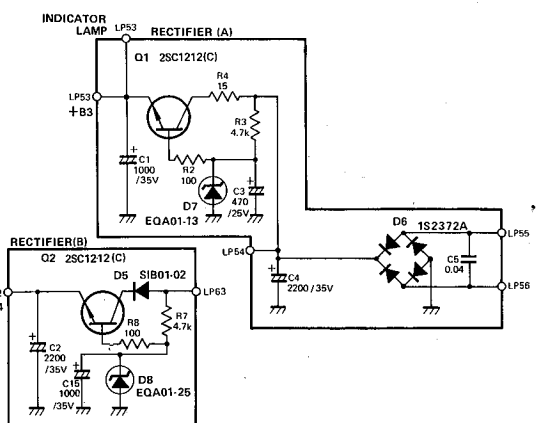 INDICATOR
LAMP LP53
RECTIFIER (A)
Q1 2SC1212(C)
R4
15
LP53
+B3
R3
4.7k
+
C1
1000
/35V
R2
100
D7
EQA01-13
+
C3
470
/25V
D6
1S2372A
LP55
C5
0.04
LP54
+
C4
2200/35V
LP56
RECTIFIER(B)
Q2 2SC1212(C)
D5 SIB01-02
LP63
R7
4.7k
R8
100
+
C2
2200
/35V
+
C15
1000
/35V
D8
EQA01-25